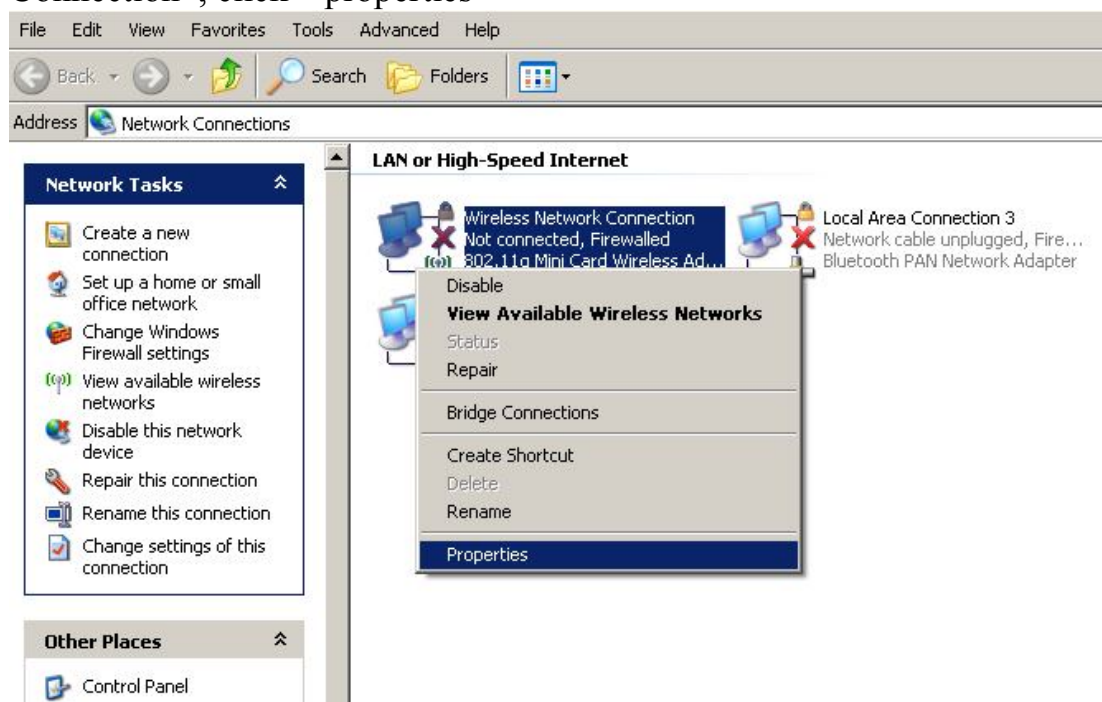 File Edit View Favorites Tools Advanced Help
Back Search Folders
Address Network Connections
Network Tasks
Create a new
connection
Set up a home or small
office network
Change Windows
Firewall settings
View available wireless
networks
Disable this network
device
Repair this connection
Rename this connection
Change settings of this
connection
Other Places
Control Panel
LAN or High-Speed Internet
Wireless Network Connection
Not connected, Firewalled
802.11g Mini Card Wireless Ad...
Local Area Connection 3
Network cable unplugged, Fire...
Bluetooth PAN Network Adapter
Disable
View Available Wireless Networks
Status
Repair
Bridge Connections
Create Shortcut
Delete
Rename
Properties